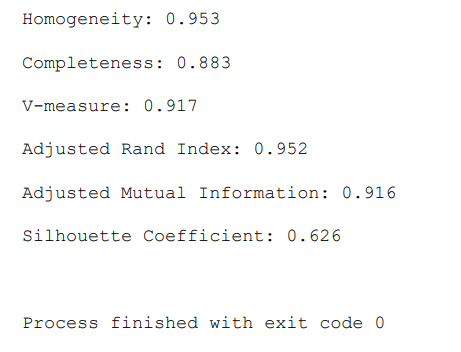 Homogeneity: 0.953
Completeness: 0.883
V-measure: 0.917
Adjusted Rand Index: 0.952
Adjusted Mutual Information: 0.916
Silhouette Coefficient: 0.626
Process finished with exit code 0